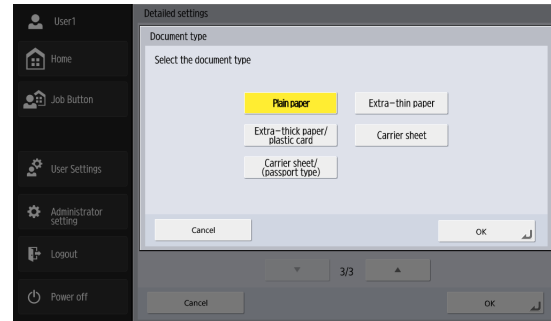 User1
Home
Job Button
User Settings
Administrator
setting
Logout
Power off
Detailed settings
Document type
Select the document type
Plain paper
Extra-thin paper
Extra-thick paper/
plastic card
Carrier sheet
Carrier sheet/
(passport type)
Cancel
OK
3/3
Cancel
OK